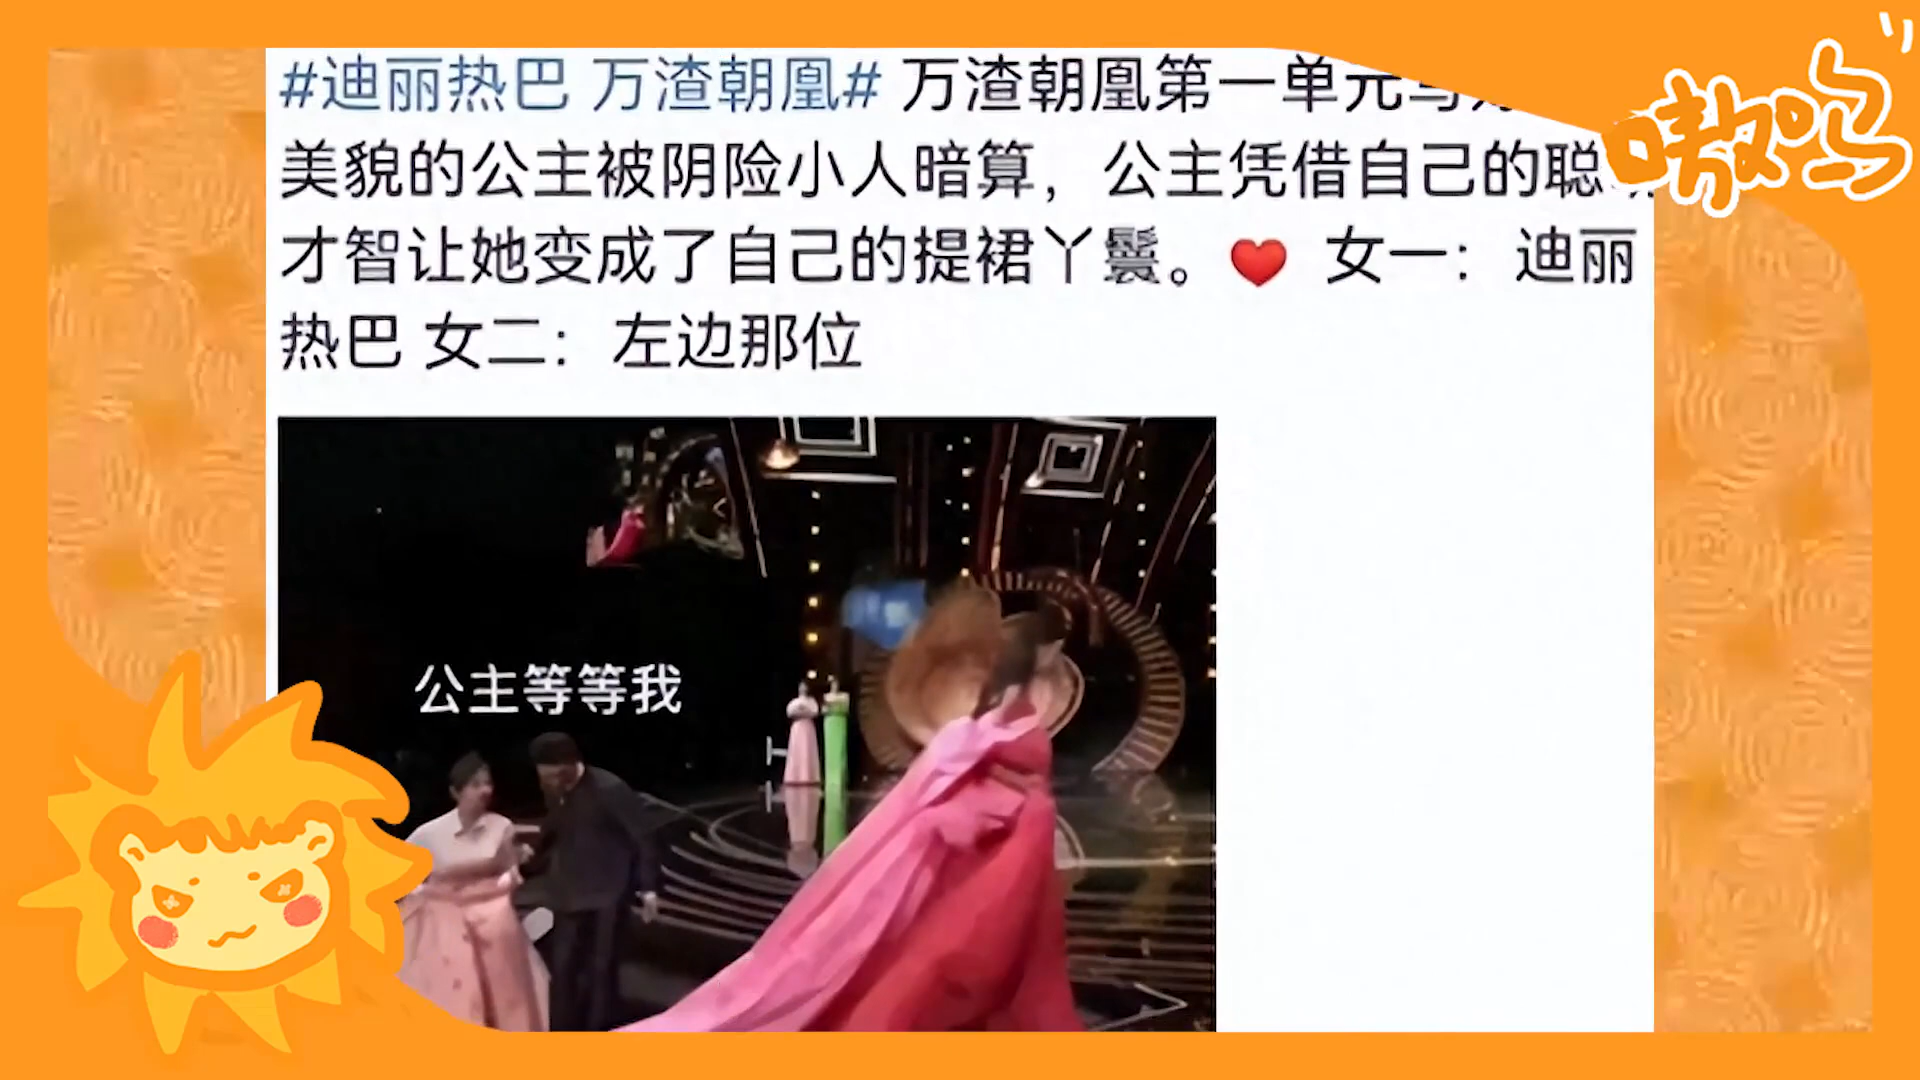 #迪丽热巴 万渣朝凰# 万渣朝凰第一单元
嗷呜
美貌的公主被阴险小人暗算，公主凭借自己的聪
才智让她变成了自己的提裙丫鬟。❤️ 女一：迪丽
热巴 女二：左边那位
公主等等我